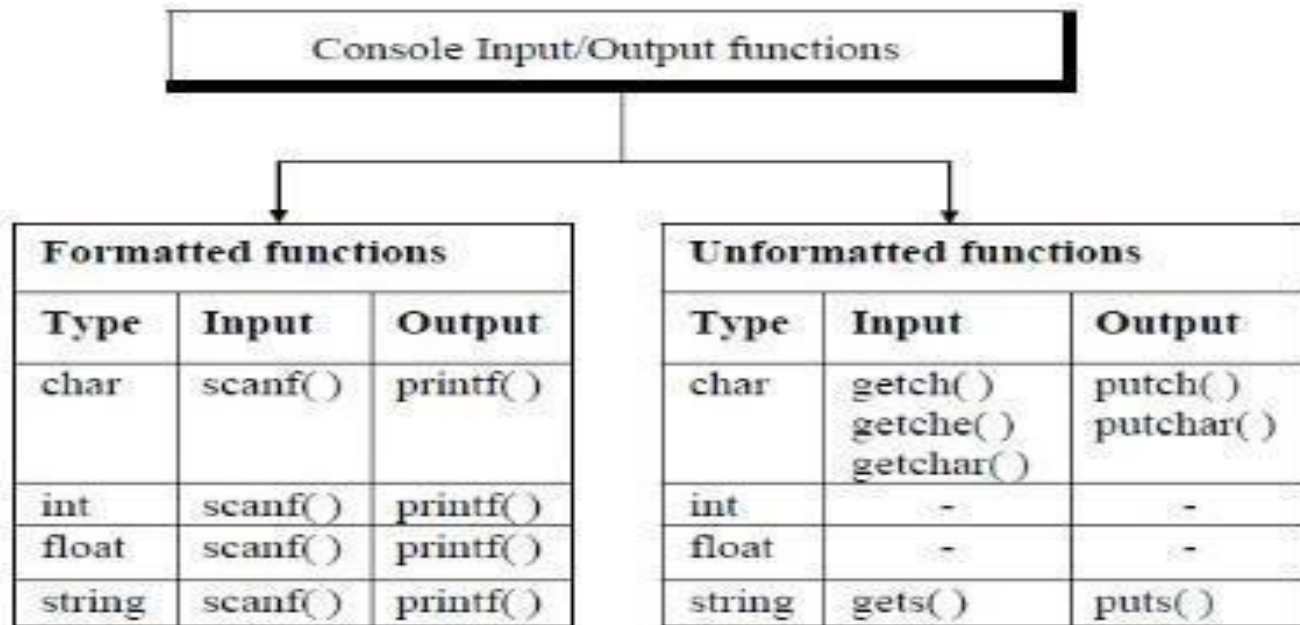 Console Input/Output functions
Formatted functions
Type Input Output
char scanf( ) printf( )
int scanf( ) printf( )
float scanf( ) printf( )
string scanf( ) printf( )
Unformatted functions
Type Input Output
char getch( ) putch( )
getche( ) putchar( )
getchar( )
int - -
float - -
string gets( ) puts( )